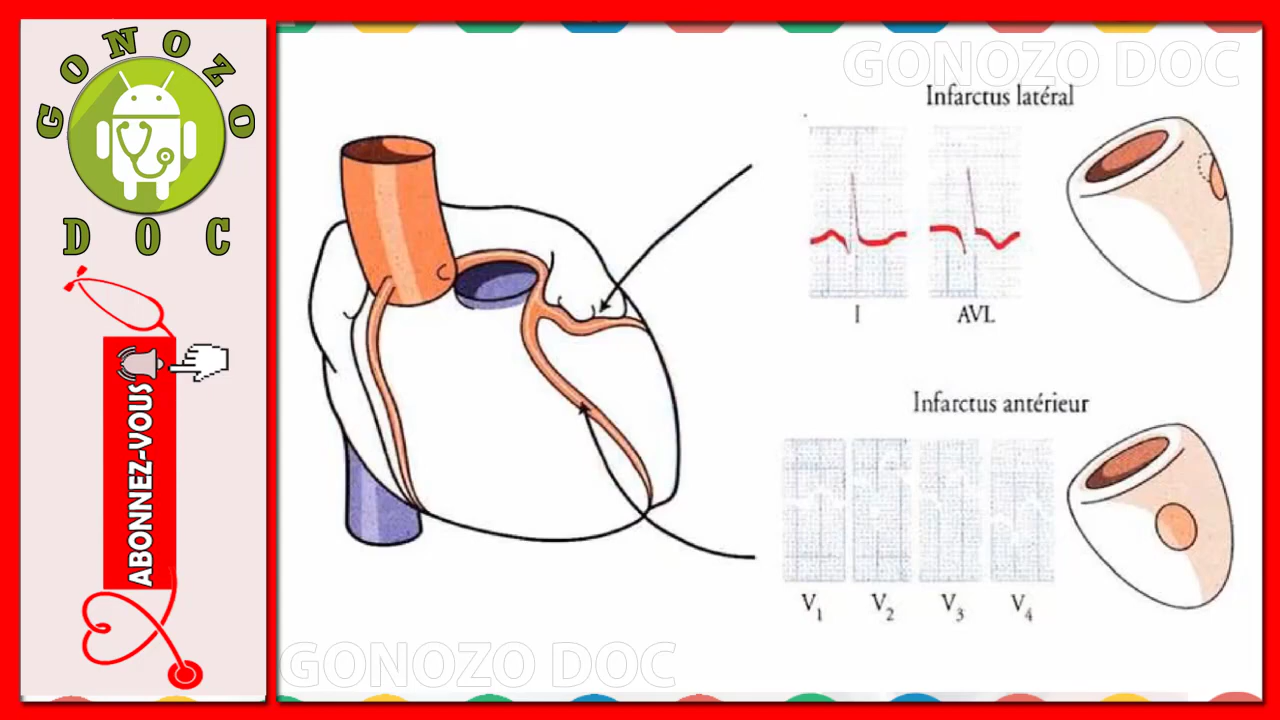 GONOZO
DOC
ABONNEZ-VOUS
GONOZO DOC
Infarctus latéral
I
AVL
Infarctus antérieur
V1
V2
V3
V4
GONOZO DOC